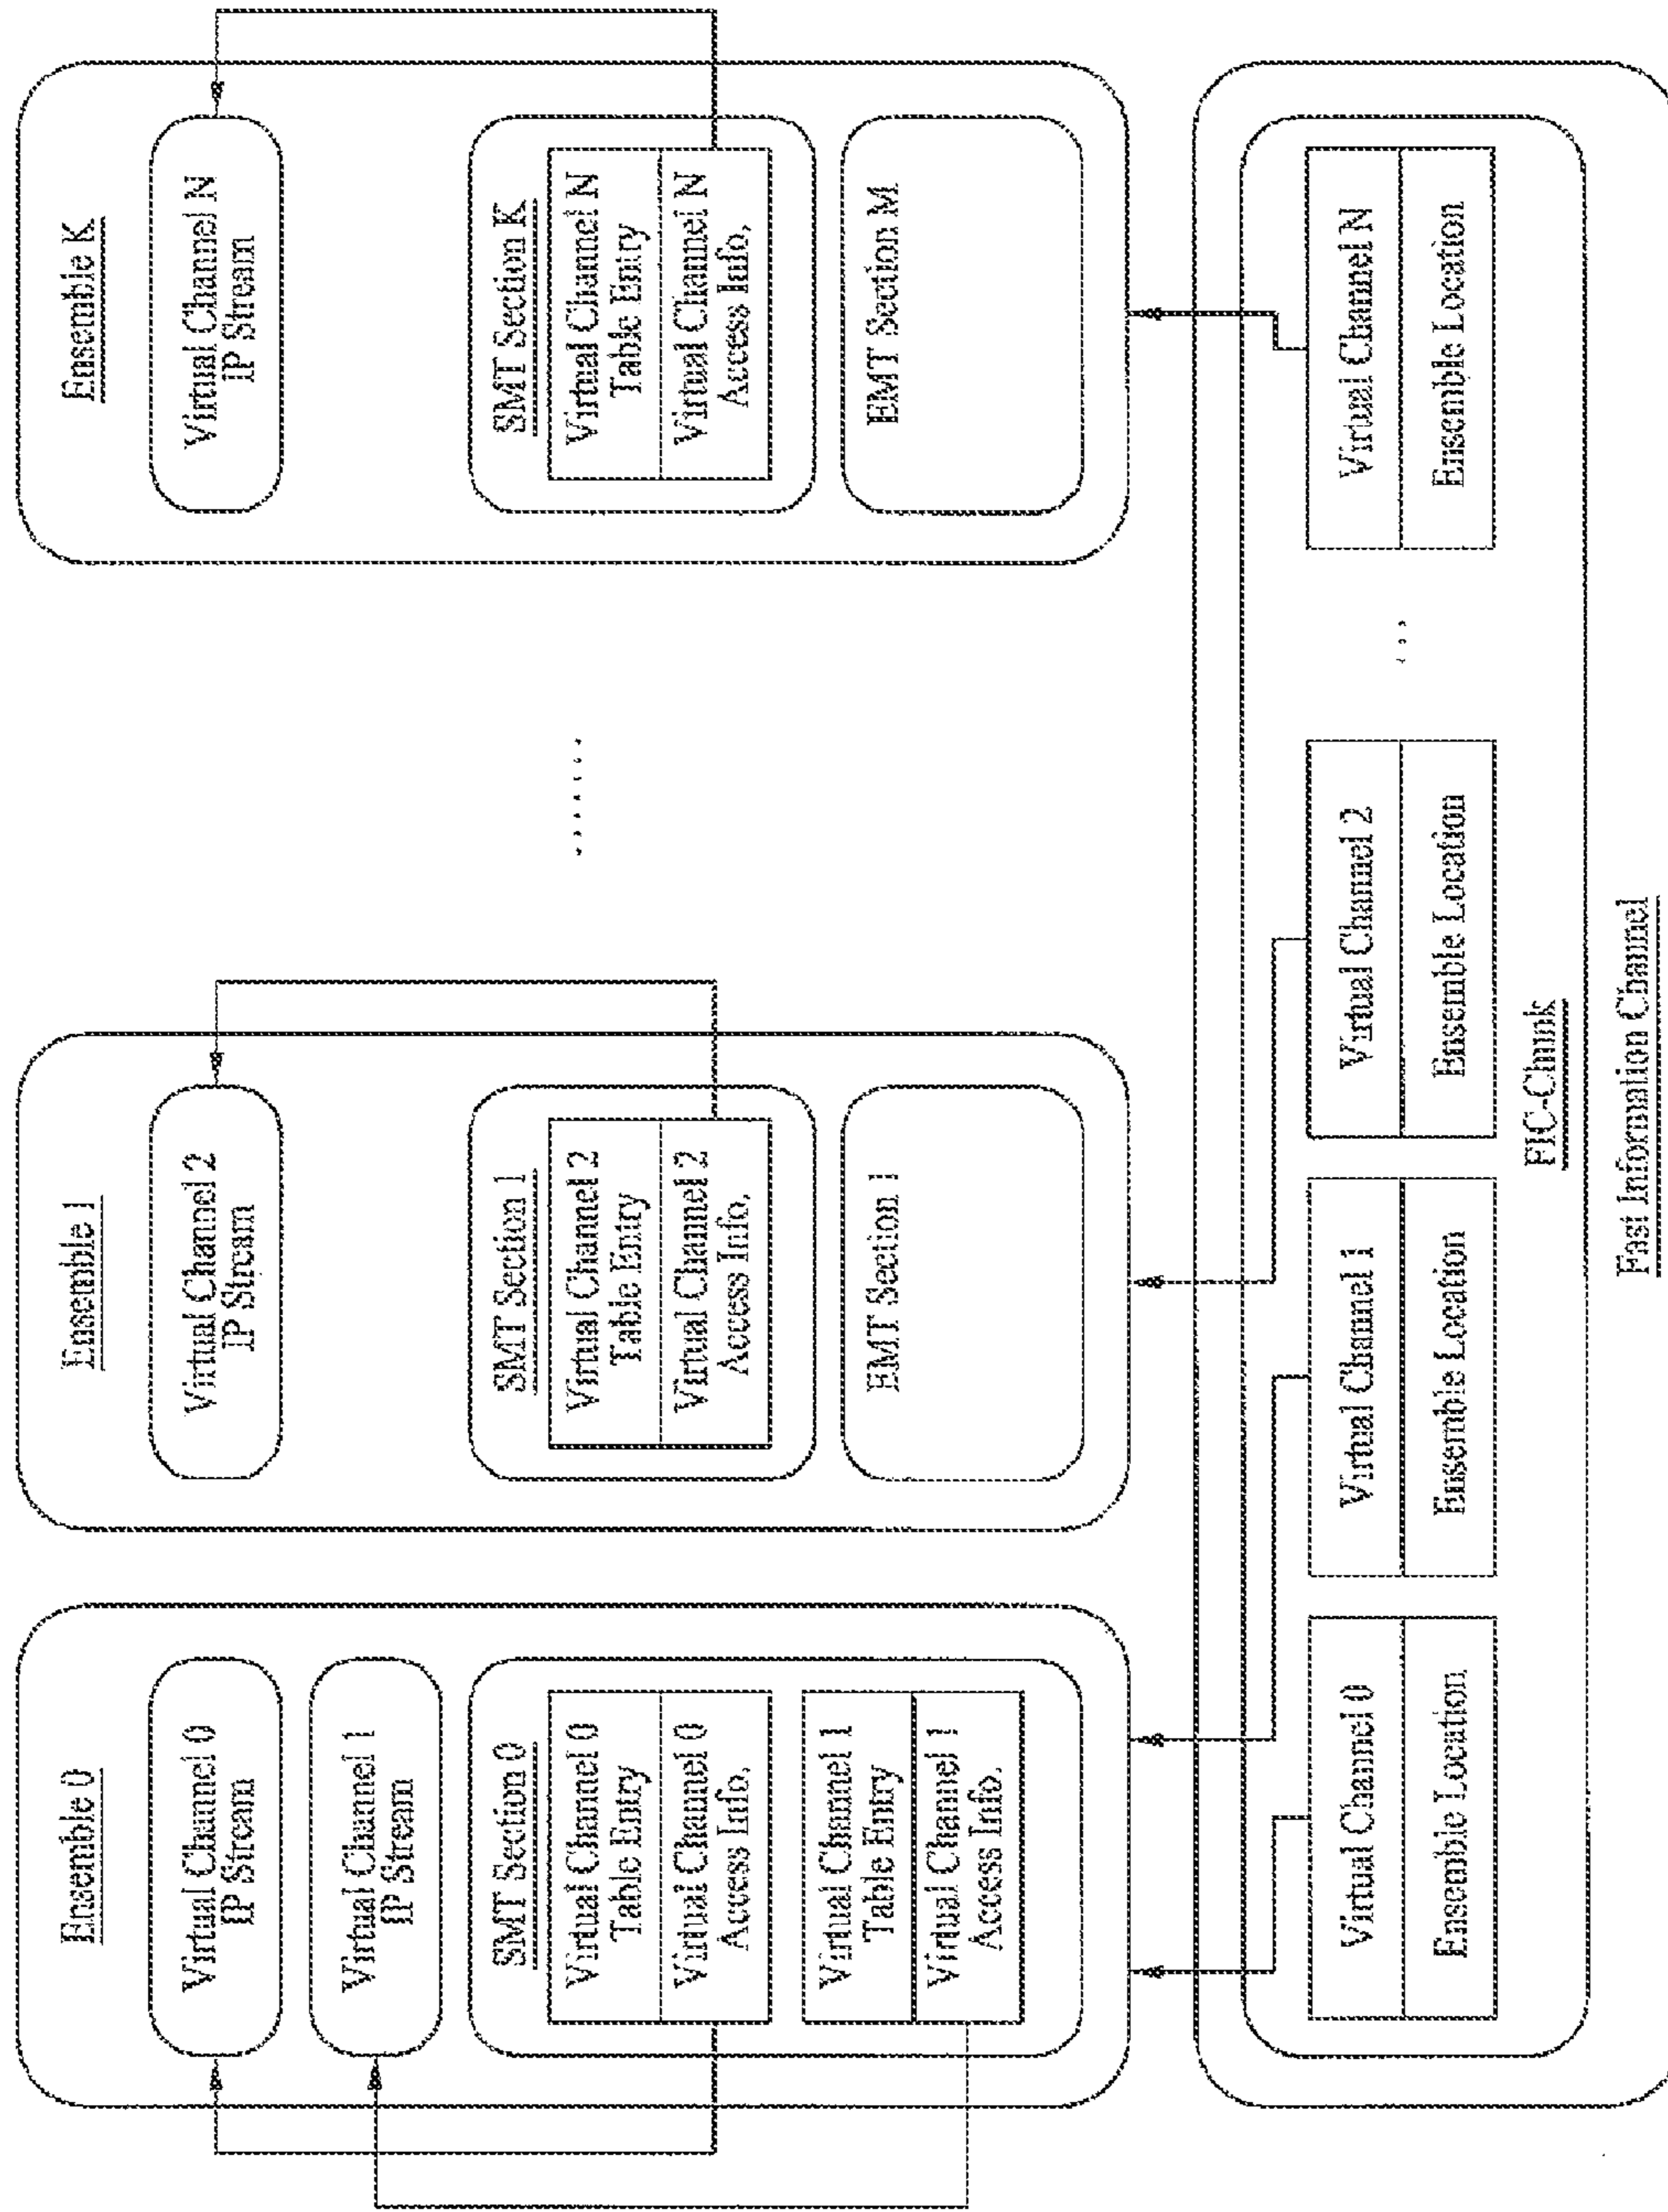 Ensemble 0
Virtual Channel 0
IP Stream
Virtual Channel 1
IP Stream
SMT Section 0
Virtual Channel 0
Table Entry
Virtual Channel 0
Access Info.
Virtual Channel 1
Table Entry
Virtual Channel 1
Access Info.
Ensemble 1
Virtual Channel 2
IP Stream
SMT Section 1
Virtual Channel 2
Table Entry
Virtual Channel 2
Access Info.
EMT Section 1
.......
Ensemble K
Virtual Channel N
IP Stream
SMT Section K
Virtual Channel N
Table Entry
Virtual Channel N
Access Info.
EMT Section M
Virtual Channel 0
Ensemble Location
Virtual Channel 1
Ensemble Location
Virtual Channel 2
Ensemble Location
...
Virtual Channel N
Ensemble Location
FIC-Chunk
Fast Information Channel